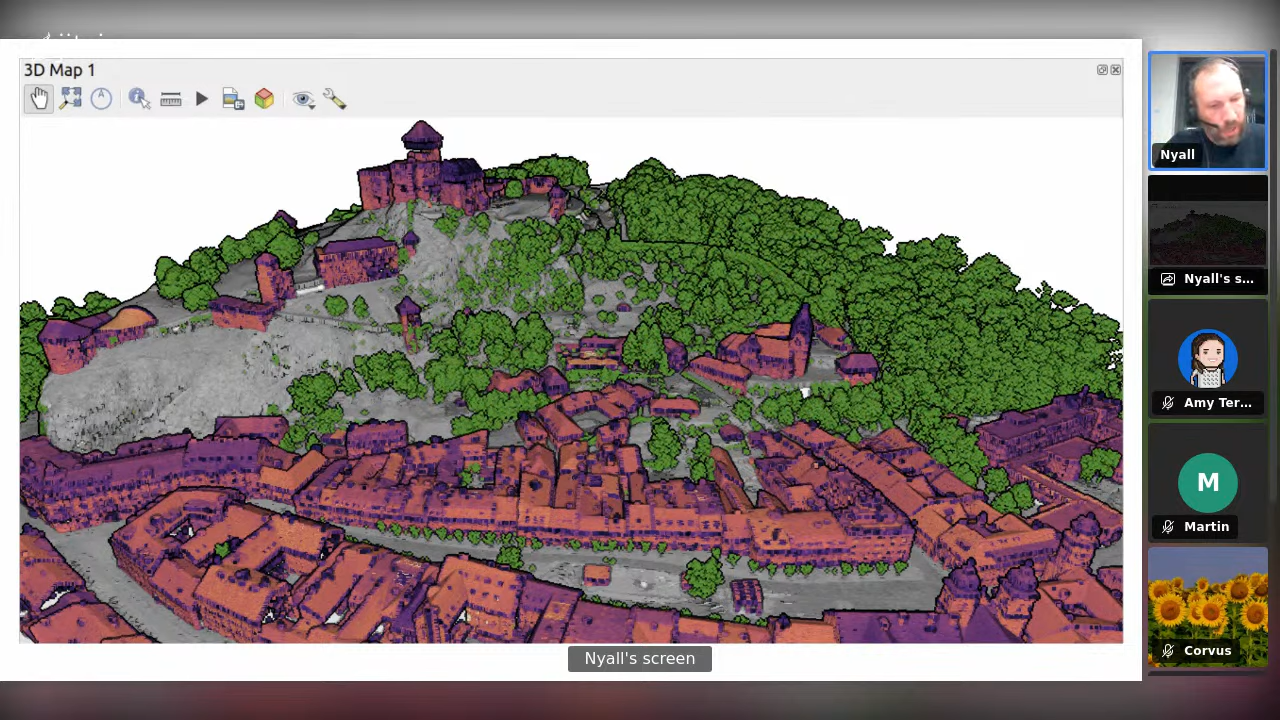 3D Map 1
Nyall
Nyall's s...
Amy Ter...
M
Martin
Corvus
Nyall's screen